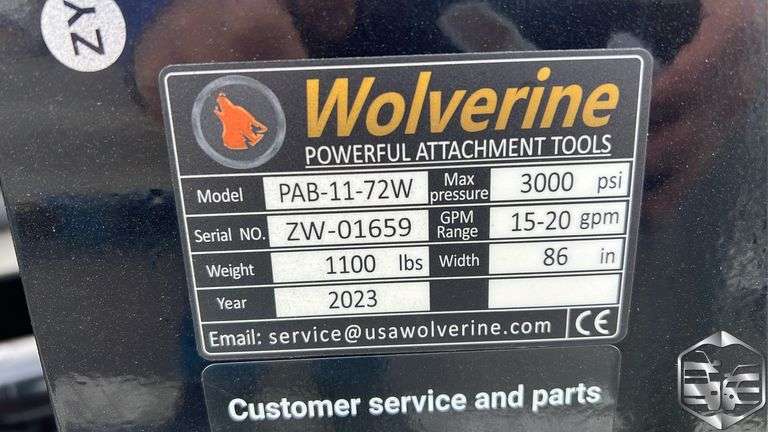 ZY
Wolverine
POWERFUL ATTACHMENT TOOLS
Model PAB-11-72W Max pressure 3000 psi
Serial NO. ZW-01659 GPM Range 15-20 gpm
Weight 1100 lbs Width 86 in
Year 2023
Email: service@usawolverine.com CE
Customer service and parts